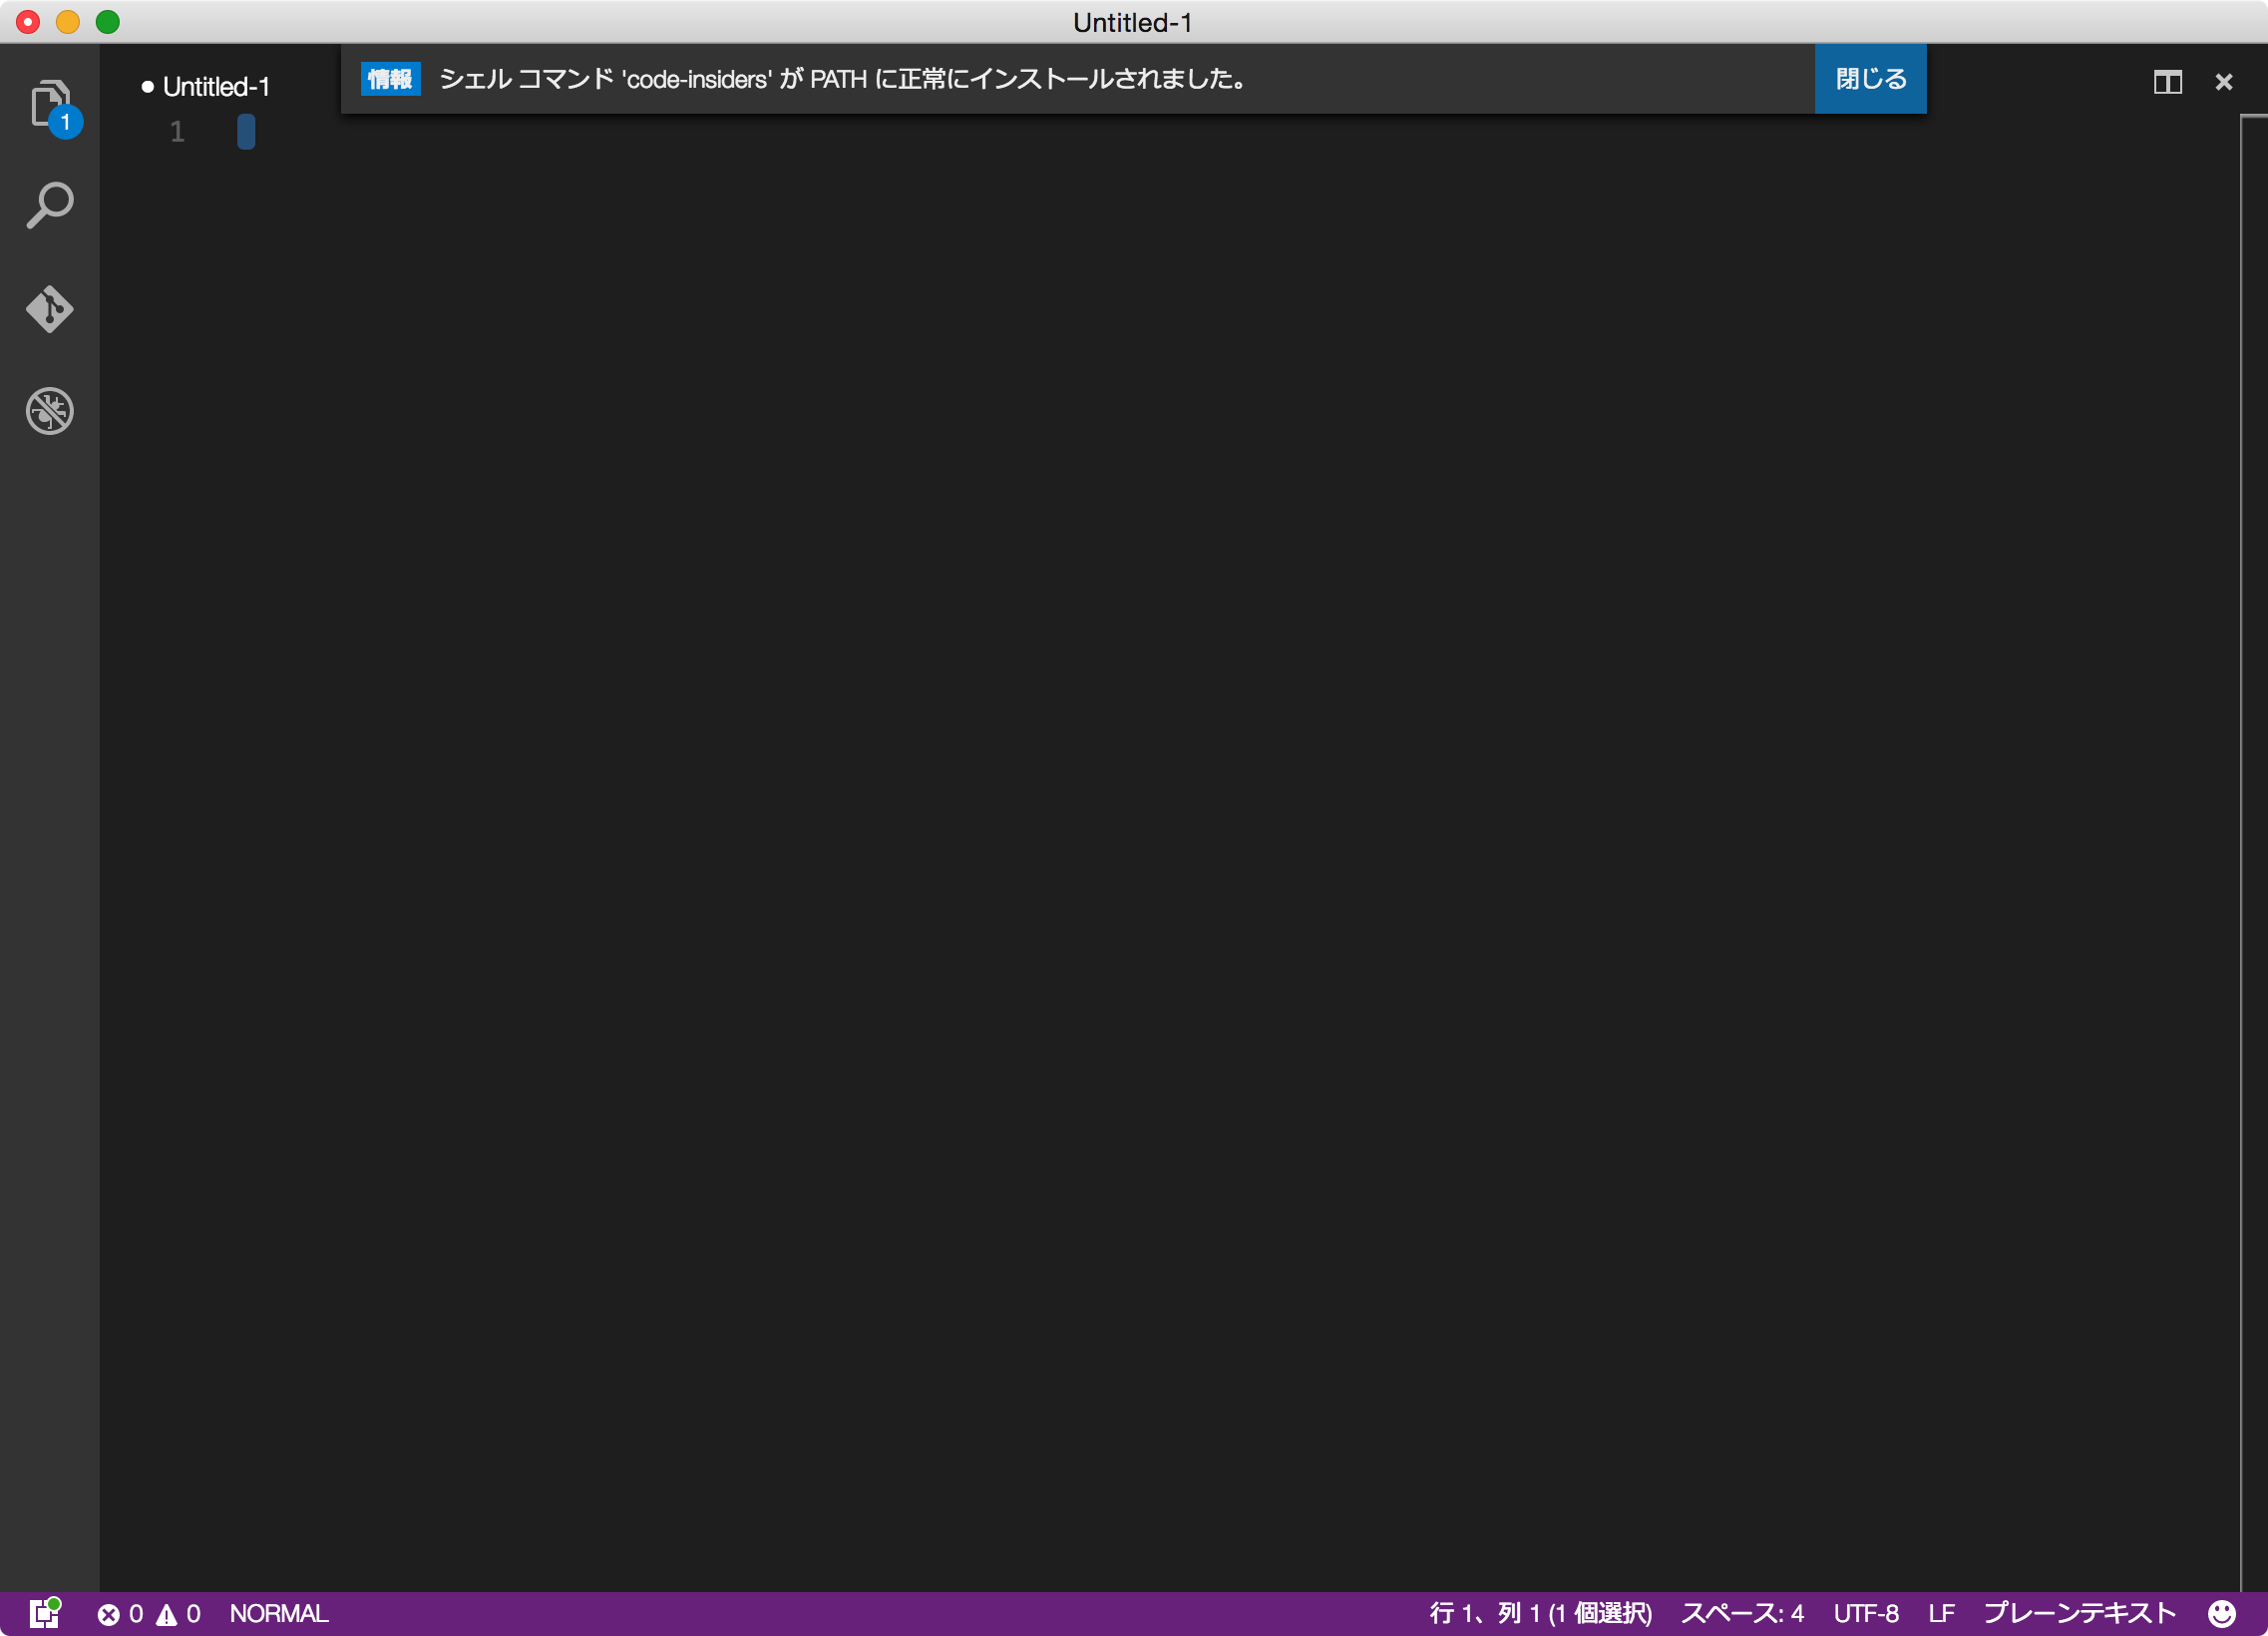 Untitled-1
Untitled-1
情報 シェル コマンド 'code-insiders' が PATH に正常にインストールされました。 閉じる
1
1
0 0 NORMAL 行 1、列 1 (1 個選択) スペース: 4 UTF-8 LF プレーンテキスト